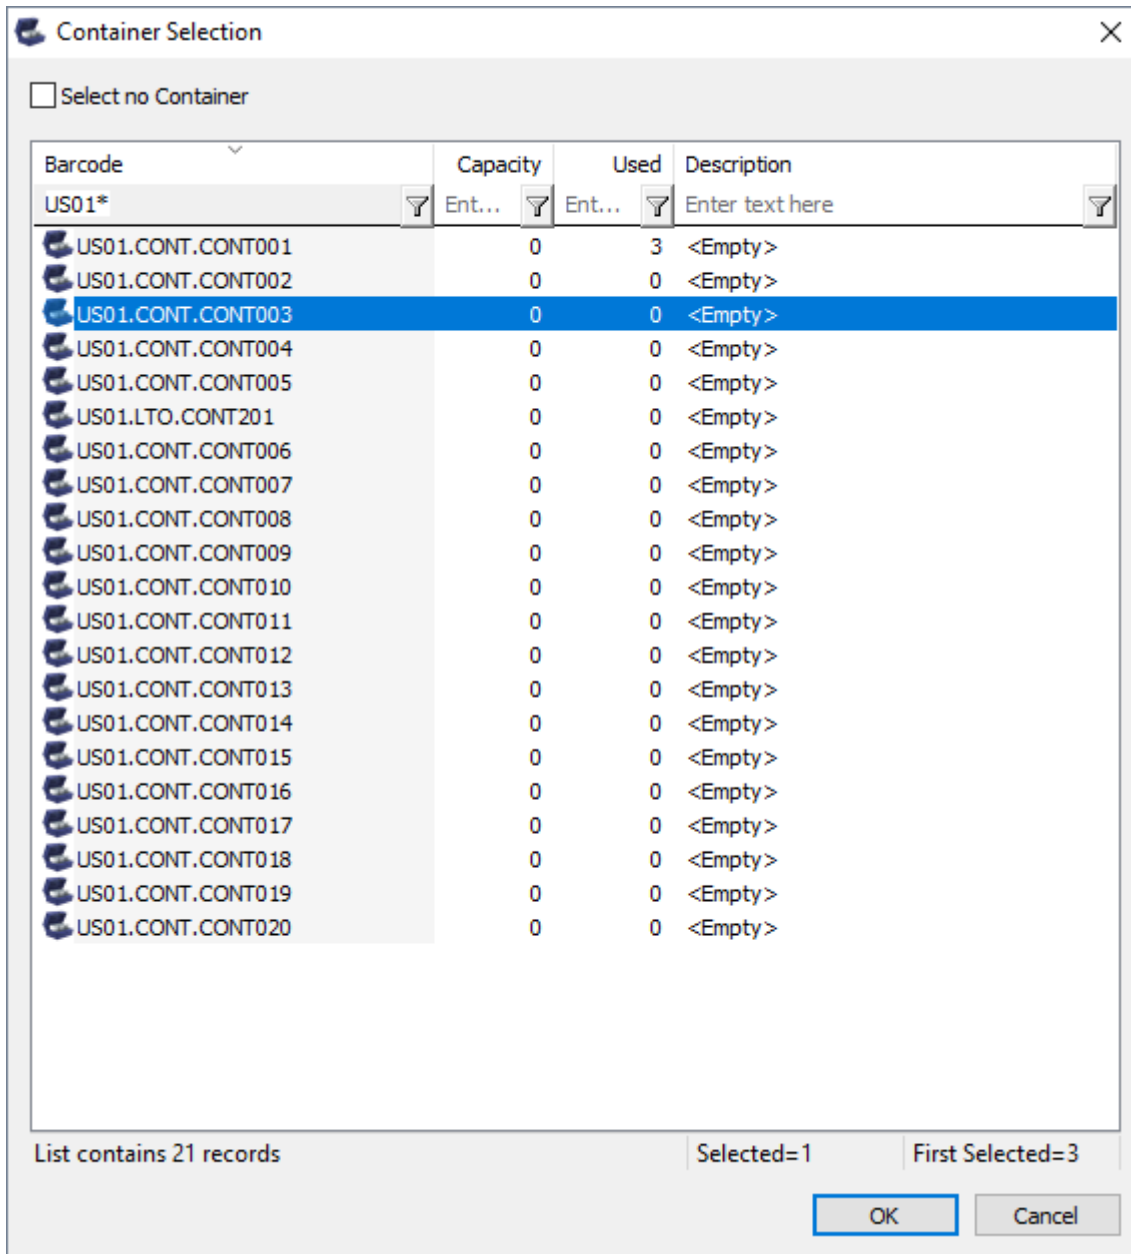 Container Selection
Select no Container
Barcode Capacity Used Description
US01* Ent... Ent... Enter text here
US01.CONT.CONT001 0 3 <Empty>
US01.CONT.CONT002 0 0 <Empty>
US01.CONT.CONT003 0 0 <Empty>
US01.CONT.CONT004 0 0 <Empty>
US01.CONT.CONT005 0 0 <Empty>
US01.LTO.CONT201 0 0 <Empty>
US01.CONT.CONT006 0 0 <Empty>
US01.CONT.CONT007 0 0 <Empty>
US01.CONT.CONT008 0 0 <Empty>
US01.CONT.CONT009 0 0 <Empty>
US01.CONT.CONT010 0 0 <Empty>
US01.CONT.CONT011 0 0 <Empty>
US01.CONT.CONT012 0 0 <Empty>
US01.CONT.CONT013 0 0 <Empty>
US01.CONT.CONT014 0 0 <Empty>
US01.CONT.CONT015 0 0 <Empty>
US01.CONT.CONT016 0 0 <Empty>
US01.CONT.CONT017 0 0 <Empty>
US01.CONT.CONT018 0 0 <Empty>
US01.CONT.CONT019 0 0 <Empty>
US01.CONT.CONT020 0 0 <Empty>
List contains 21 records Selected=1 First Selected=3
OK Cancel